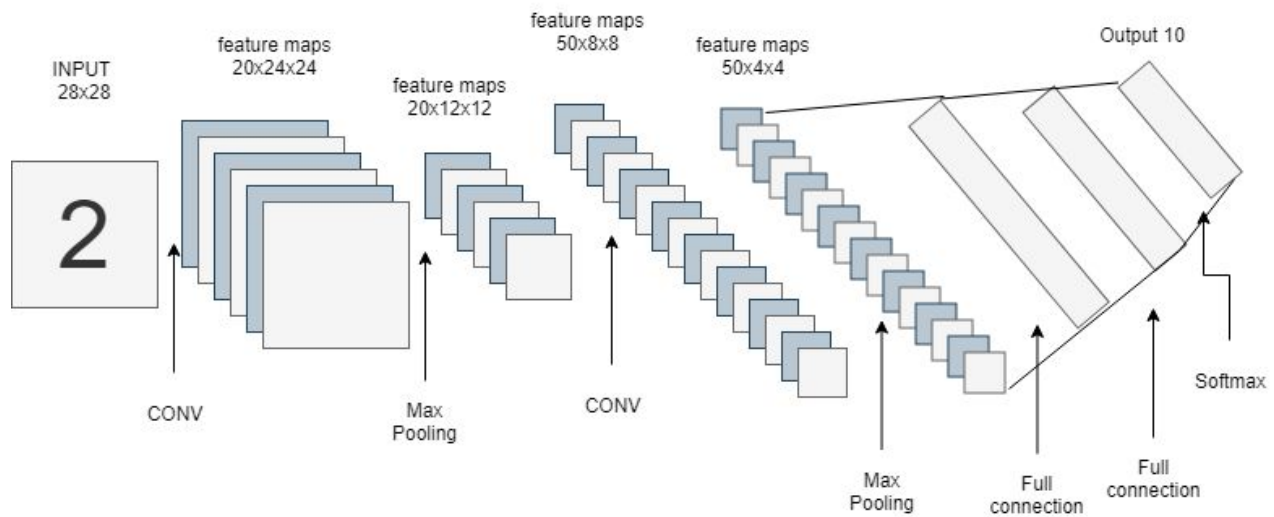 INPUT
28x28
2
feature maps
20x24x24
feature maps
20x12x12
feature maps
50x8x8
feature maps
50x4x4
Output 10
CONV
Max
Pooling
CONV
Max
Pooling
Full
connection
Full
connection
Softmax